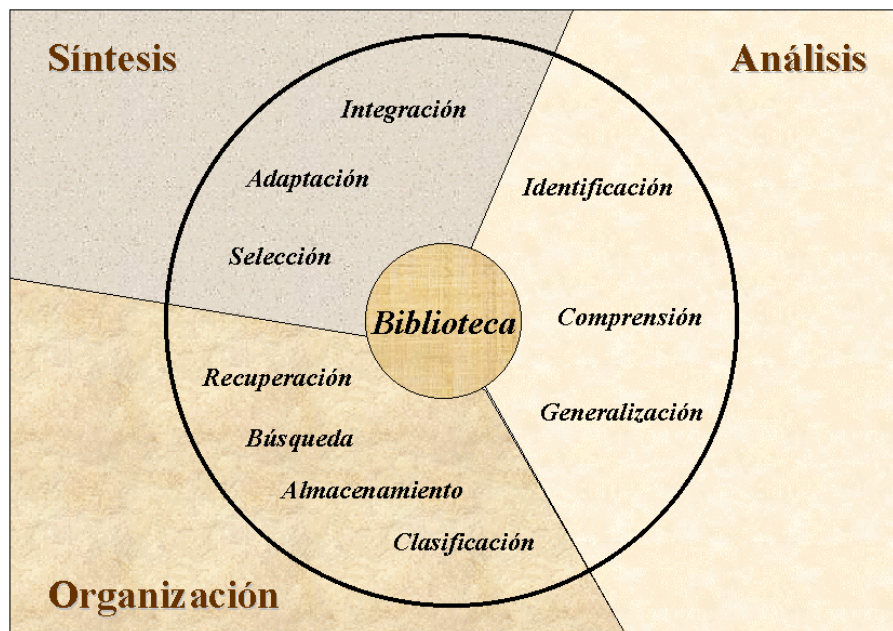 Síntesis
Análisis
Integración
Adaptación
Identificación
Selección
Biblioteca
Comprensión
Recuperación
Generalización
Búsqueda
Almacenamiento
Clasificación
Organización